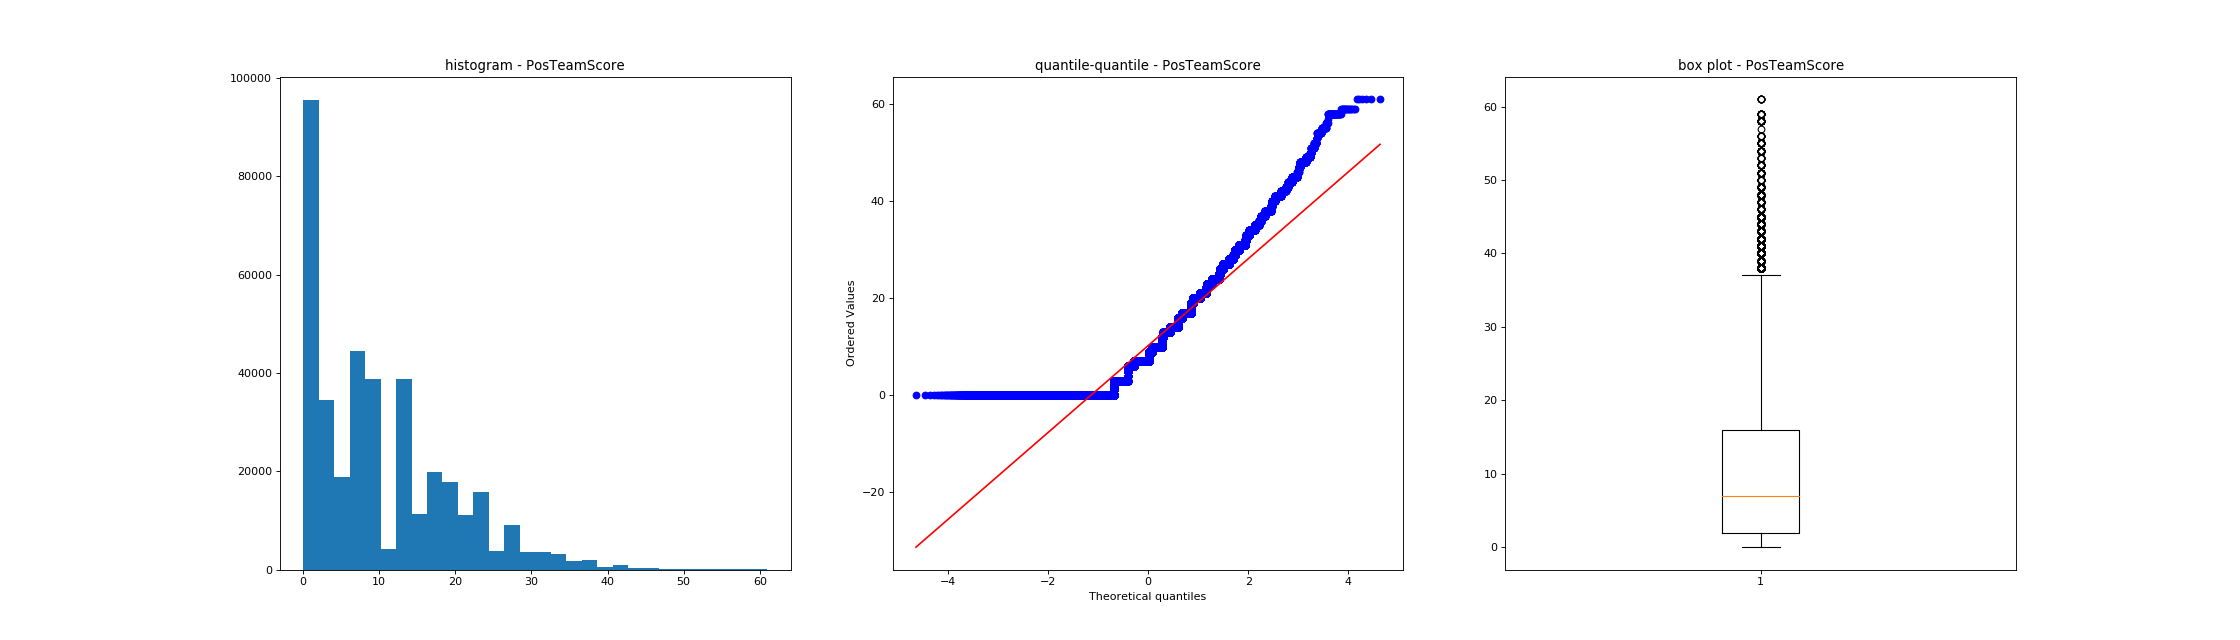 histogram - PosTeamScore
100000
80000
60000
40000
20000
0
0 10 20 30 40 50 60
quantile-quantile - PosTeamScore
Ordered Values
60
40
20
0
−20
−4 −2 0 2 4
Theoretical quantiles
box plot - PosTeamScore
60
50
40
30
20
10
0
1